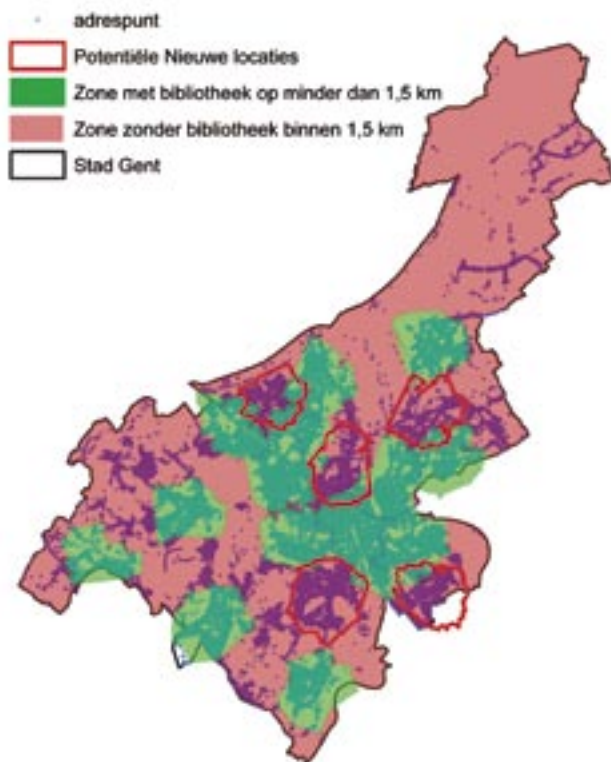 adrespunt
Potentiële Nieuwe locaties
Zone met bibliotheek op minder dan 1,5 km
Zone zonder bibliotheek binnen 1,5 km
Stad Gent